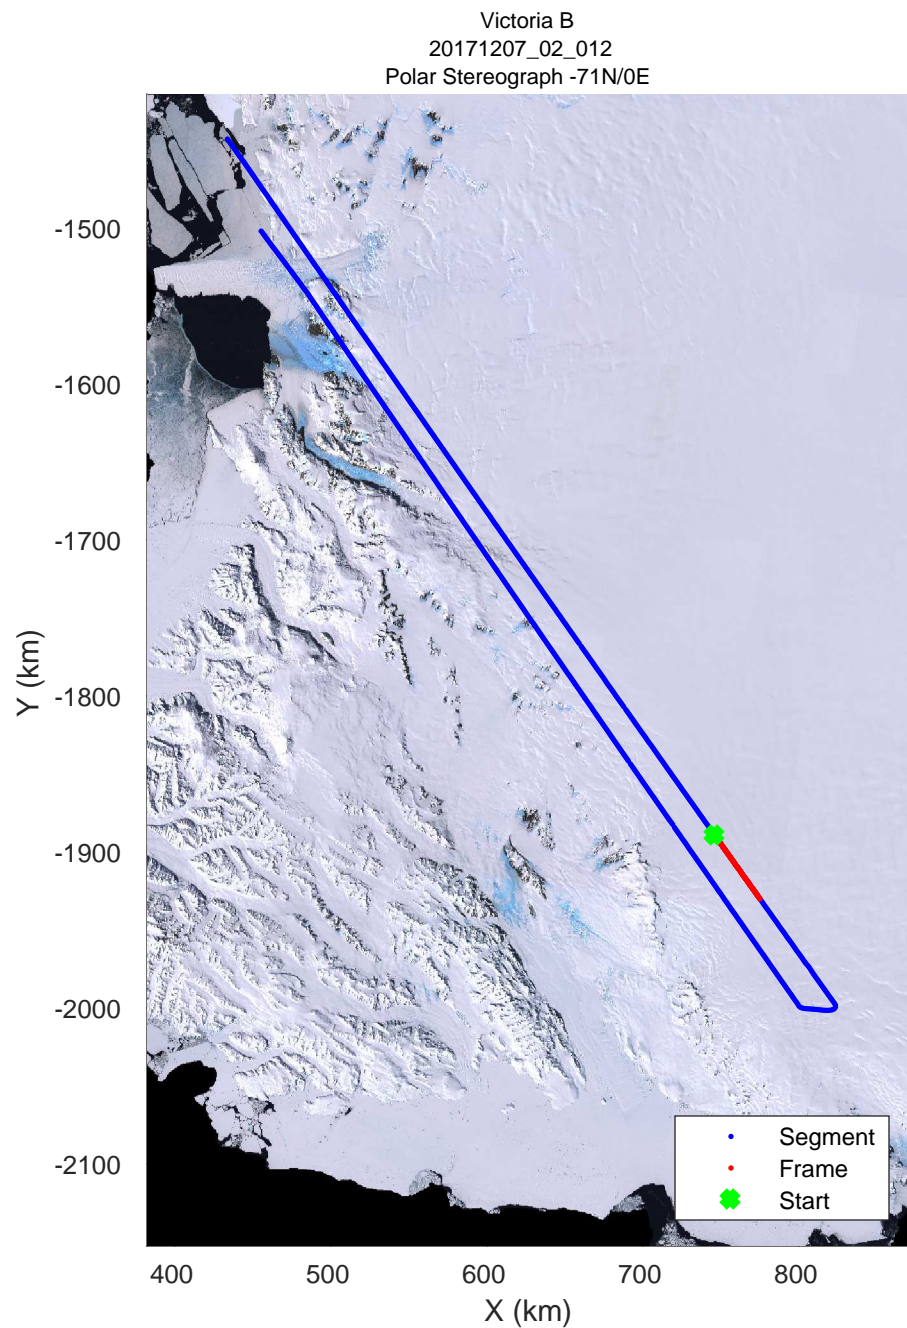 Victoria B
20171207_02_012
Polar Stereograph -71N/0E
-1500
-1600
-1700
-1800
-1900
-2000
-2100
Y (km)
400
500
600
700
800
X (km)
Segment
Frame
Start